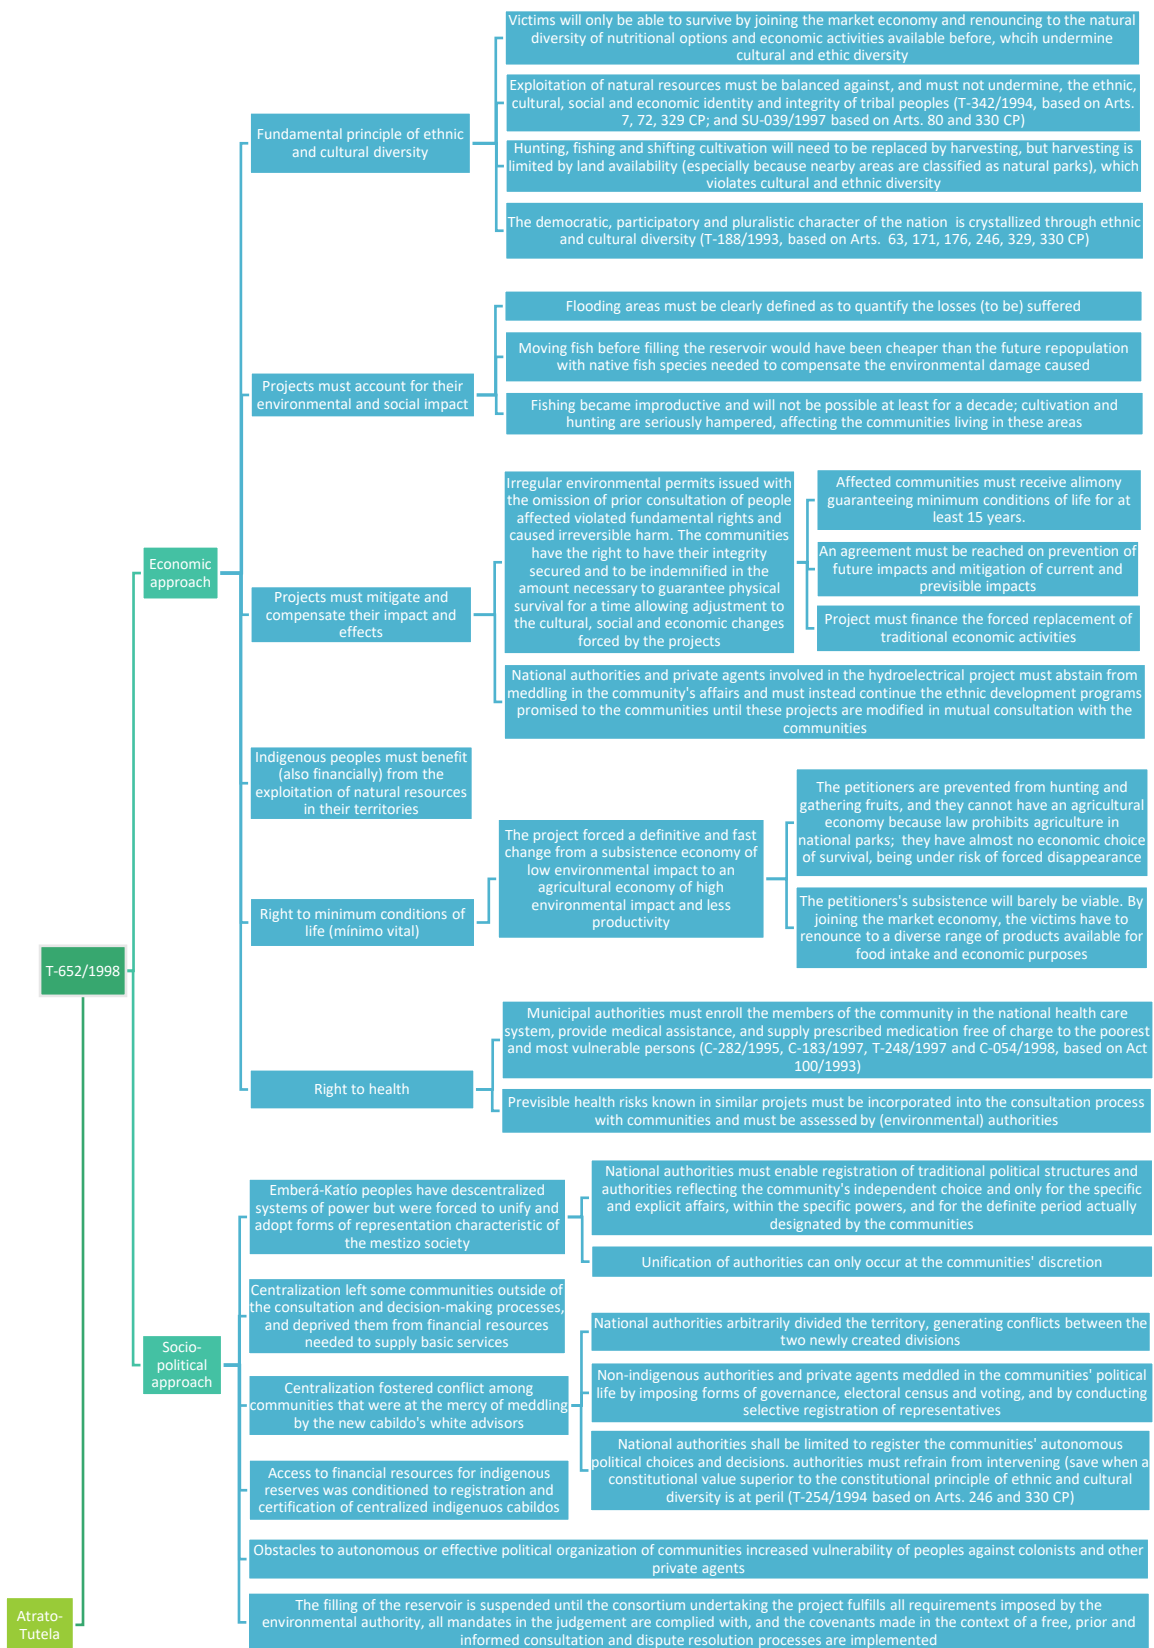 Victims will only be able to survive by joining the market economy and renouncing to the natural
diversity of nutritional options and economic activities available before, whcih undermine
cultural and ethic diversity
Exploitation of natural resources must be balanced against, and must not undermine, the ethnic,
cultural, social and economic identity and integrity of tribal peoples (T-342/1994, based on Arts.
7, 72, 329 CP; and SU-039/1997 based on Arts. 80 and 330 CP)
Fundamental principle of ethnic
and cultural diversity
Hunting, fishing and shifting cultivation will need to be replaced by harvesting, but harvesting is
limited by land availability (especially because nearby areas are classified as natural parks), which
violates cultural and ethnic diversity
The democratic, participatory and pluralistic character of the nation is crystallized through ethnic
and cultural diversity (T-188/1993, based on Arts. 63, 171, 176, 246, 329, 330 CP)
Flooding areas must be clearly defined as to quantify the losses (to be) suffered
Moving fish before filling the reservoir would have been cheaper than the future repopulation
with native fish species needed to compensate the environmental damage caused
Projects must account for their
environmental and social impact
Fishing became improductive and will not be possible at least for a decade; cultivation and
hunting are seriously hampered, affecting the communities living in these areas
Economic
approach
Projects must mitigate and
compensate their impact and
effects
Irregular environmental permits issued with
the omission of prior consultation of people
affected violated fundamental rights and
caused irreversible harm. The communities
have the right to have their integrity
secured and to be indemnified in the
amount necessary to guarantee physical
survival for a time allowing adjustment to
the cultural, social and economic changes
forced by the projects
Affected communities must receive alimony
guaranteeing minimum conditions of life for at
least 15 years.
An agreement must be reached on prevention of
future impacts and mitigation of current and
previsible impacts
Project must finance the forced replacement of
traditional economic activities
National authorities and private agents involved in the hydroelectrical project must abstain from
meddling in the community's affairs and must instead continue the ethnic development programs
promised to the communities until these projects are modified in mutual consultation with the
communities
Indigenous peoples must benefit
(also financially) from the
exploitation of natural resources
in their territories
Right to minimum conditions of
life (mínimo vital)
The project forced a definitive and fast
change from a subsistence economy of
low environmental impact to an
agricultural economy of high
environmental impact and less
productivity
The petitioners are prevented from hunting and
gathering fruits, and they cannot have an agricultural
economy because law prohibits agriculture in
national parks; they have almost no economic choice
of survival, being under risk of forced disappearance
The petitioners's subsistence will barely be viable. By
joining the market economy, the victims have to
renounce to a diverse range of products available for
food intake and economic purposes
T-652/1998
Right to health
Municipal authorities must enroll the members of the community in the national health care
system, provide medical assistance, and supply prescribed medication free of charge to the poorest
and most vulnerable persons (C-282/1995, C-183/1997, T-248/1997 and C-054/1998, based on Act
100/1993)
Previsible health risks known in similar projets must be incorporated into the consultation process
with communities and must be assessed by (environmental) authorities
Socio-
political
approach
Emberá-Katío peoples have descentralized
systems of power but were forced to unify and
adopt forms of representation characteristic of
the mestizo society
National authorities must enable registration of traditional political structures and
authorities reflecting the community's independent choice and only for the specific
and explicit affairs, within the specific powers, and for the definite period actually
designated by the communities
Unification of authorities can only occur at the communities' discretion
Centralization left some communities outside of
the consultation and decision-making processes,
and deprived them from financial resources
needed to supply basic services
Centralization fostered conflict among
communities that were at the mercy of meddling
by the new cabildo's white advisors
National authorities arbitrarily divided the territory, generating conflicts between the
two newly created divisions
Non-indigenous authorities and private agents meddled in the communities' political
life by imposing forms of governance, electoral census and voting, and by conducting
selective registration of representatives
National authorities shall be limited to register the communities' autonomous
political choices and decisions. authorities must refrain from intervening (save when a
constitutional value superior to the constitutional principle of ethnic and cultural
diversity is at peril (T-254/1994 based on Arts. 246 and 330 CP)
Access to financial resources for indigenous
reserves was conditioned to registration and
certification of centralized indigenuos cabildos
Obstacles to autonomous or effective political organization of communities increased vulnerability of peoples against colonists and other
private agents
The filling of the reservoir is suspended until the consortium undertaking the project fulfills all requirements imposed by the
environmental authority, all mandates in the judgement are complied with, and the covenants made in the context of a free, prior and
informed consultation and dispute resolution processes are implemented
Atrato-
Tutela